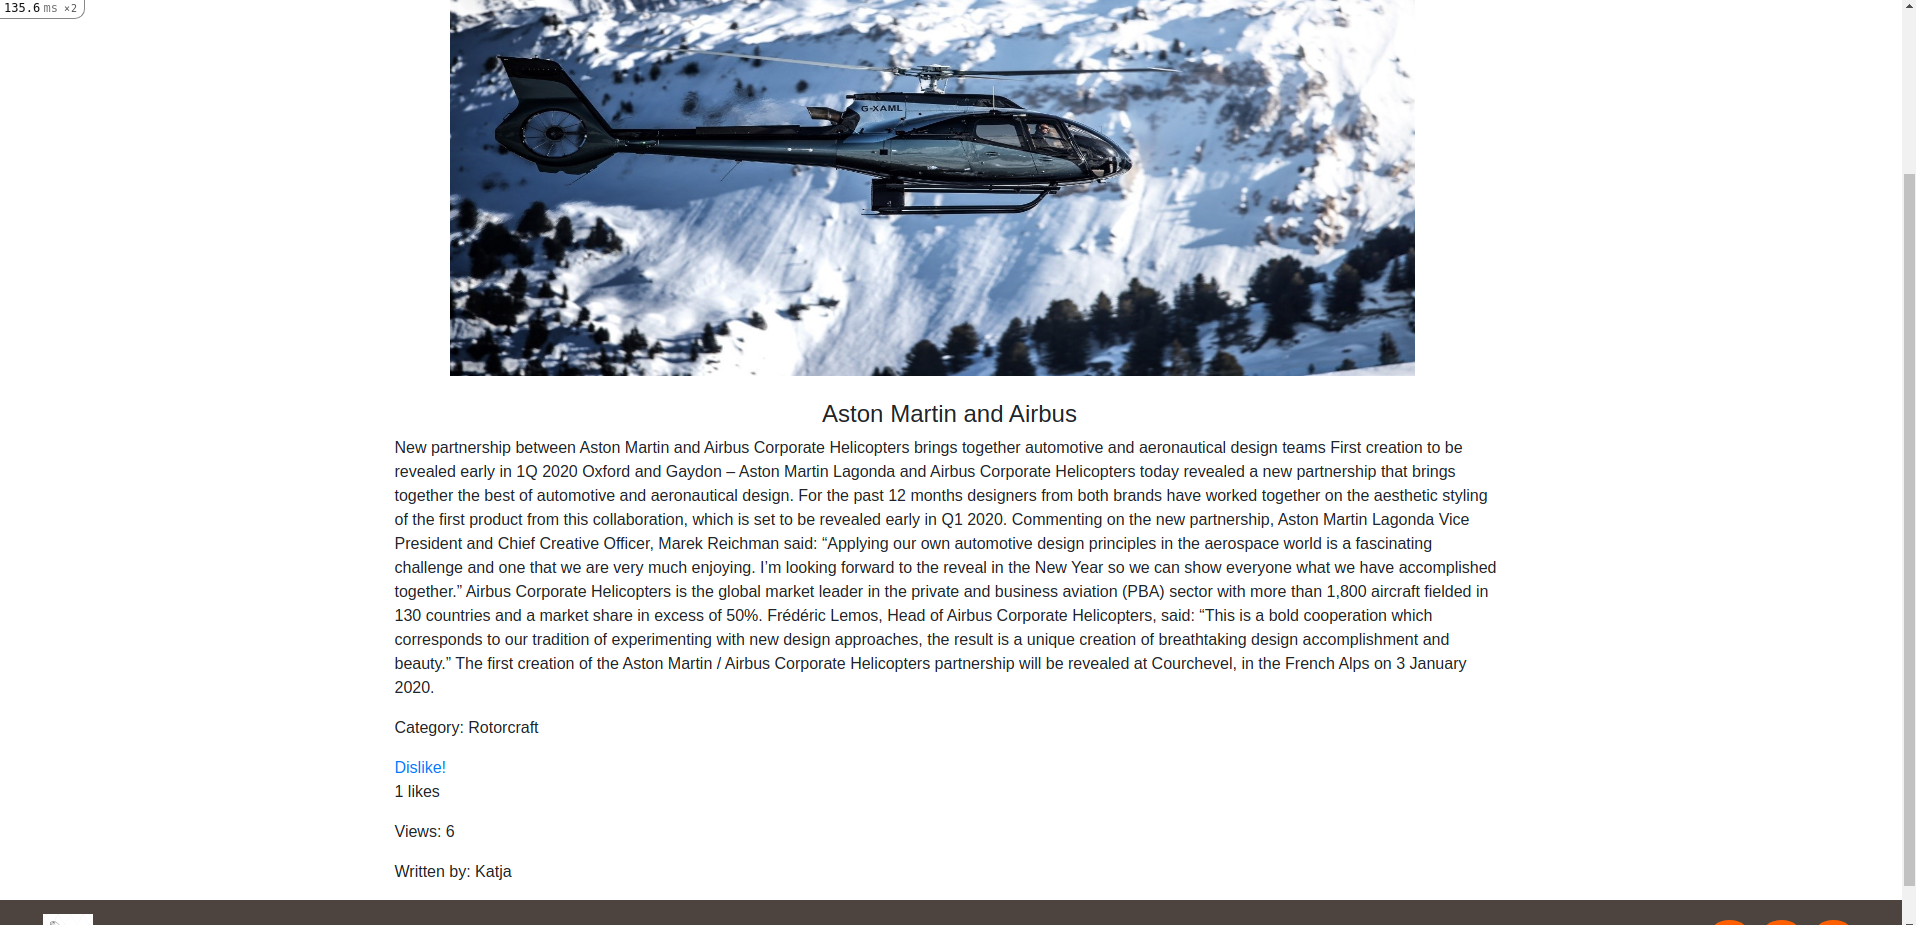 135.6 ms ×2
G-XAML
Aston Martin and Airbus
New partnership between Aston Martin and Airbus Corporate Helicopters brings together automotive and aeronautical design teams First creation to be
revealed early in 1Q 2020 Oxford and Gaydon – Aston Martin Lagonda and Airbus Corporate Helicopters today revealed a new partnership that brings
together the best of automotive and aeronautical design. For the past 12 months designers from both brands have worked together on the aesthetic styling
of the first product from this collaboration, which is set to be revealed early in Q1 2020. Commenting on the new partnership, Aston Martin Lagonda Vice
President and Chief Creative Officer, Marek Reichman said: “Applying our own automotive design principles in the aerospace world is a fascinating
challenge and one that we are very much enjoying. I’m looking forward to the reveal in the New Year so we can show everyone what we have accomplished
together.” Airbus Corporate Helicopters is the global market leader in the private and business aviation (PBA) sector with more than 1,800 aircraft fielded in
130 countries and a market share in excess of 50%. Frédéric Lemos, Head of Airbus Corporate Helicopters, said: “This is a bold cooperation which
corresponds to our tradition of experimenting with new design approaches, the result is a unique creation of breathtaking design accomplishment and
beauty.” The first creation of the Aston Martin / Airbus Corporate Helicopters partnership will be revealed at Courchevel, in the French Alps on 3 January
2020.
Category: Rotorcraft
Dislike!
1 likes
Views: 6
Written by: Katja